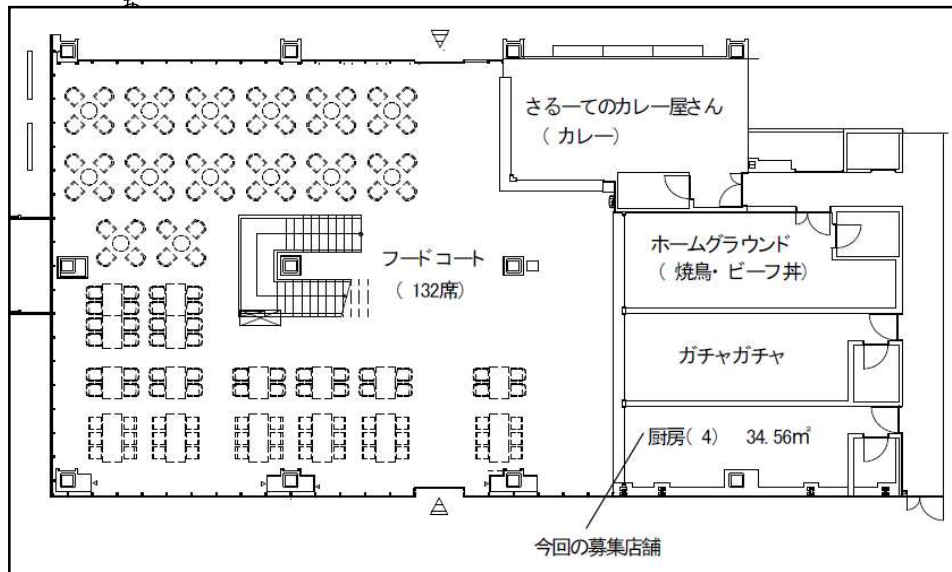 さるーてのカレー屋さん
(カレー)
ホームグラウンド
(焼鳥・ビーフ丼)
フードコート
(132席)
ガチャガチャ
厨房(4) 34.56㎡
今回の募集店舗